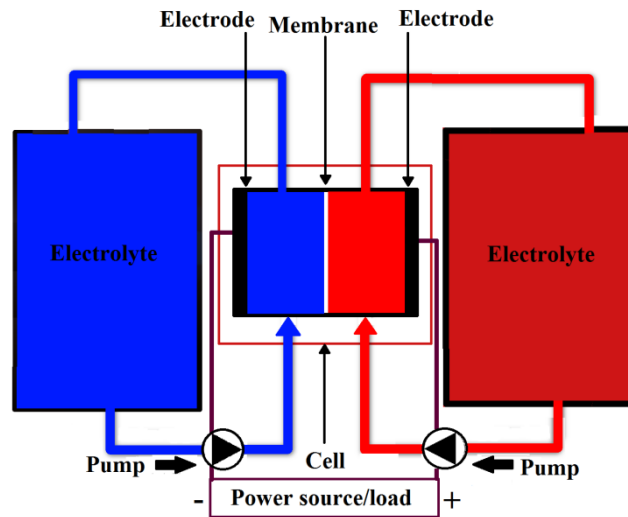 Electrode Membrane Electrode
Electrolyte
Electrolyte
Pump
Cell
Pump
- Power source/load +